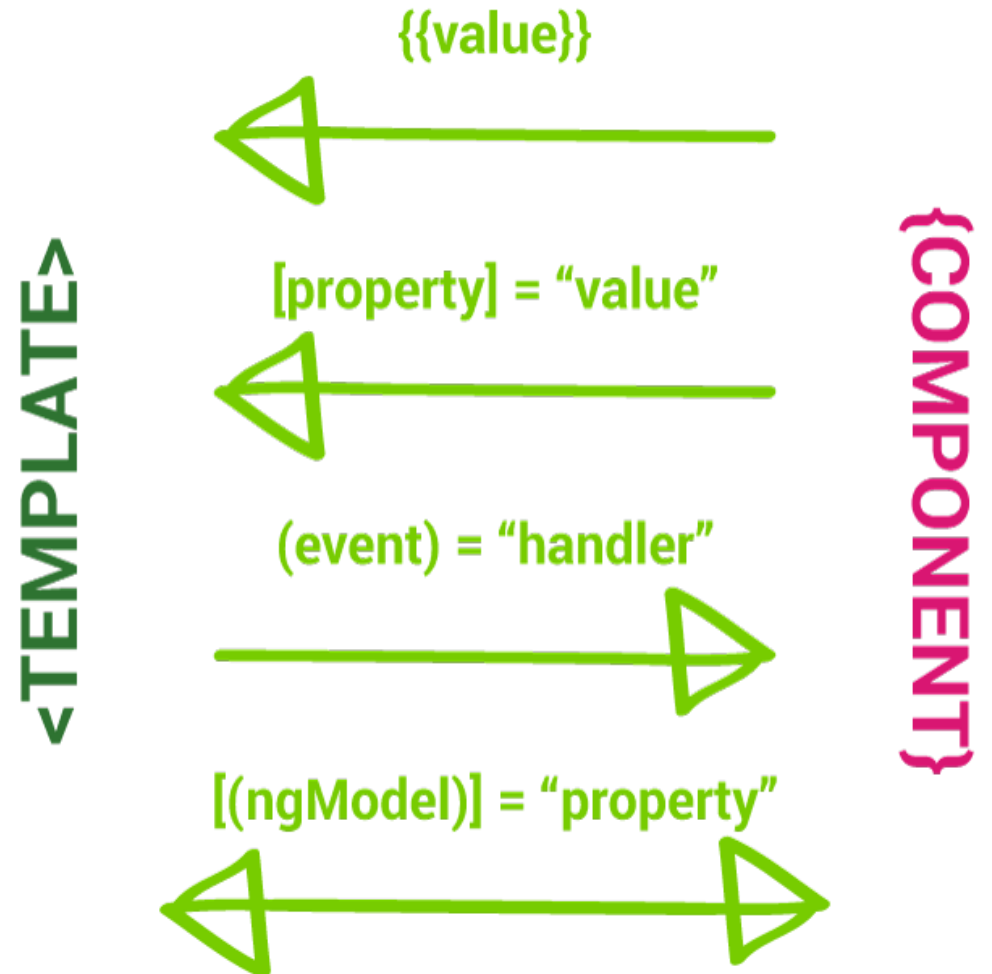 {{value}}
<TEMPLATE>
{COMPONENT}
[property] = “value”
(event) = “handler”
[(ngModel)] = “property”